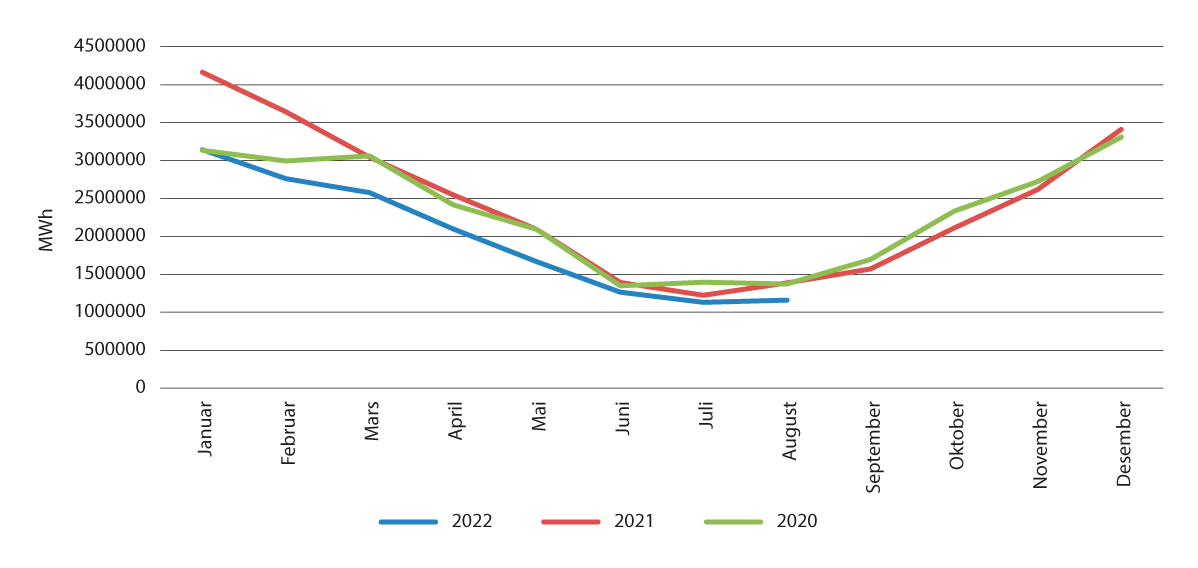 4500000
4000000
3500000
3000000
2500000
2000000
1500000
1000000
500000
0
MWh
Januar
Februar
Mars
April
Mai
Juni
Juli
August
September
Oktober
November
Desember
2022
2021
2020